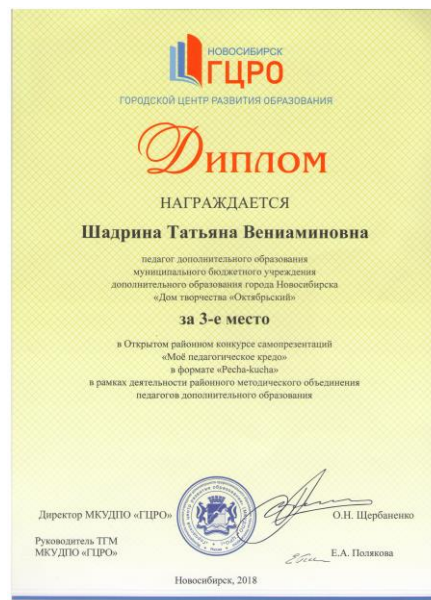 НОВОСИБИРСК
ГЦРО
ГОРОДСКОЙ ЦЕНТР РАЗВИТИЯ ОБРАЗОВАНИЯ
Диплом
НАГРАЖДАЕТСЯ
Шадрина Татьяна Вениаминовна
педагог дополнительного образования
муниципального бюджетного учреждения
дополнительного образования города Новосибирска
«Дом творчества «Октябрьский»
за 3-е место
в Открытом районном конкурсе самопрезентаций
«Моё педагогическое кредо»
в формате «Pecha-kucha»
в рамках деятельности районного методического объединения
педагогов дополнительного образования
Директор МКУДПО «ГЦРО»
О.Н. Щербаненко
Руководитель ТГМ
МКУДПО «ГЦРО»
Е.А. Полякова
Новосибирск, 2018